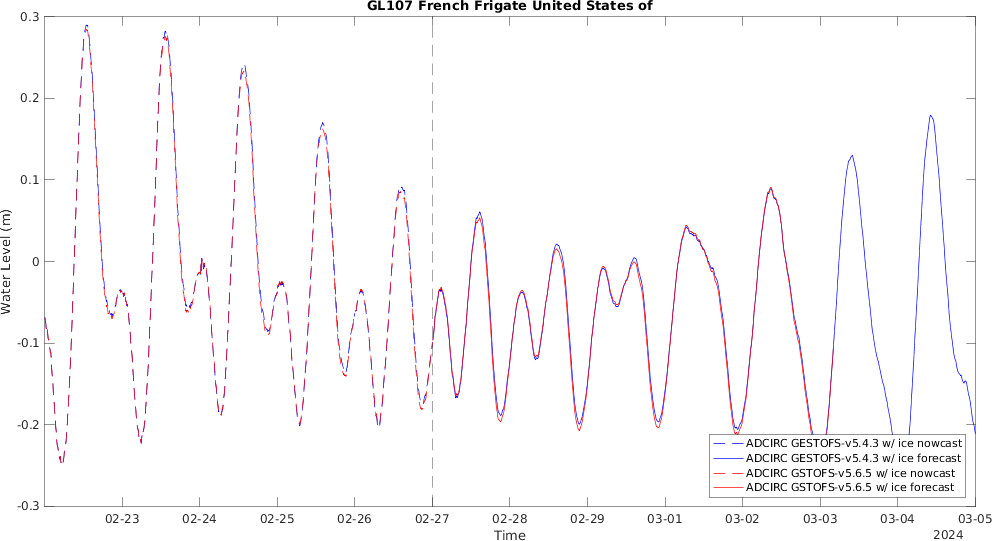 GL107 French Frigate United States of
0.3
0.2
0.1
0
-0.1
-0.2
-0.3
Water Level (m)
ADCIRC GESTOFS-v5.4.3 w/ ice nowcast
ADCIRC GESTOFS-v5.4.3 w/ ice forecast
ADCIRC GSTOFS-v5.6.5 w/ ice nowcast
ADCIRC GSTOFS-v5.6.5 w/ ice forecast
02-23 02-24 02-25 02-26 02-27 02-28 02-29 03-01 03-02 03-03 03-04 03-05
Time
2024